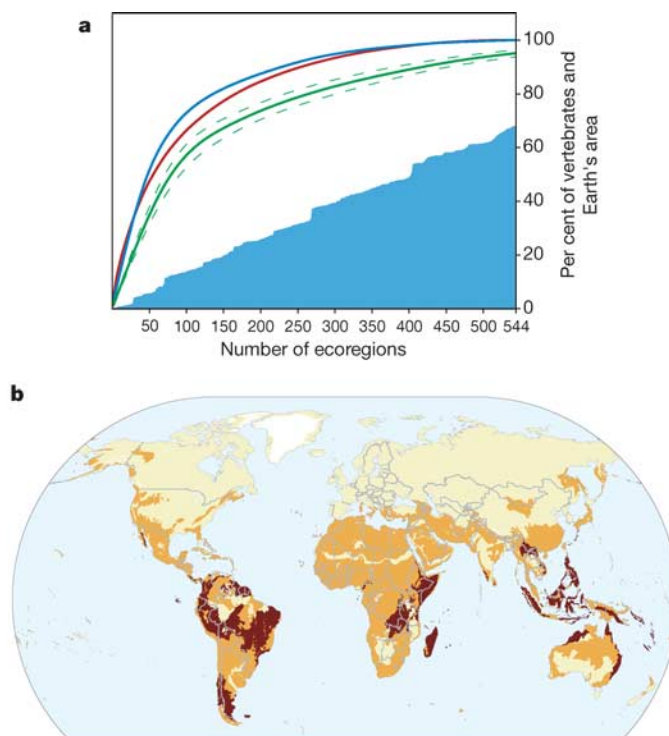 a
100
80
60
40
20
0
Per cent of vertebrates and
Earth's area
50 100 150 200 250 300 350 400 450 500 544
Number of ecoregions
b